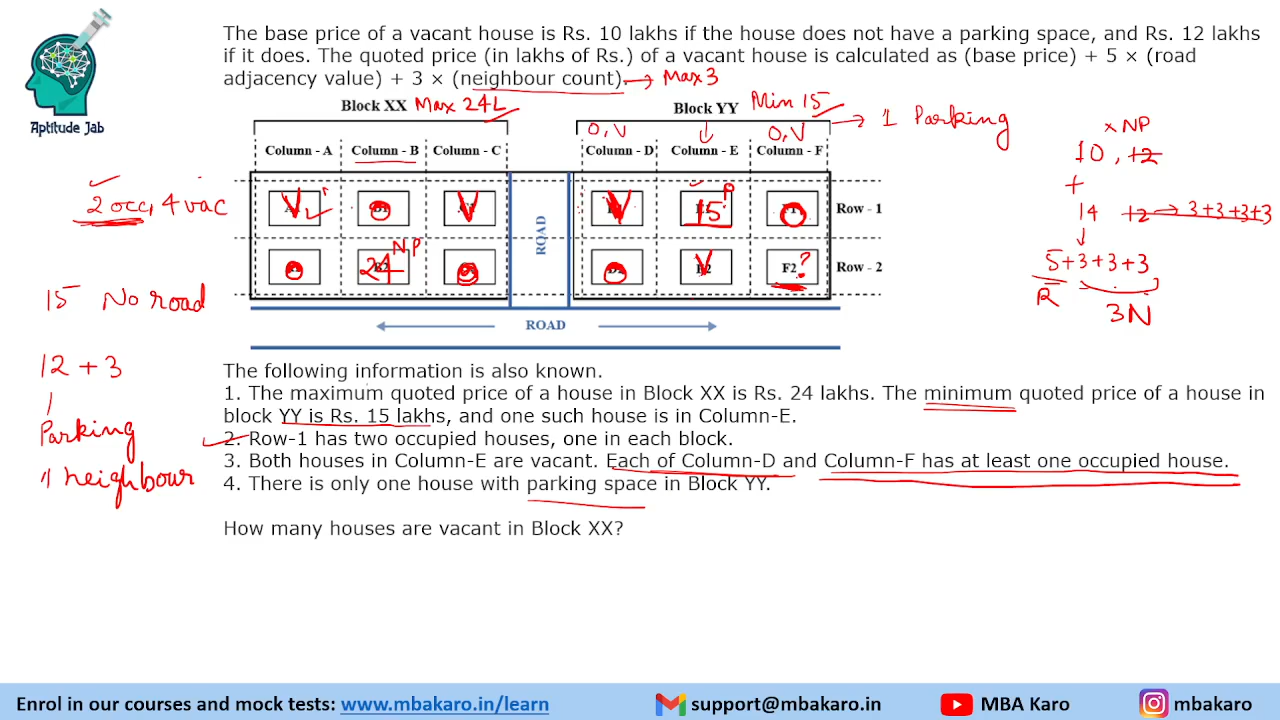 The base price of a vacant house is Rs. 10 lakhs if the house does not have a parking space, and Rs. 12 lakhs
if it does. The quoted price (in lakhs of Rs.) of a vacant house is calculated as (base price) + 5 × (road
adjacency value) + 3 × (neighbour count). → Max 3
Aptitude Jab
Block XX Max 24L
Block YY Min 15
→ 1 Parking
O, V
O, V
x NP
Column - A Column - B Column - C
Column - D Column - E Column - F
10, 12
+
2 occ, 4 vac
V O V
V 15 P O
Row - 1
14 12 → 3+3+3+3
ROAD
O 24 NP O
O V F2 ?
Row - 2
5+3+3+3
R 3N
15 No road
ROAD
12 + 3
Parking
1 neighbour
The following information is also known.
1. The maximum quoted price of a house in Block XX is Rs. 24 lakhs. The minimum quoted price of a house in
block YY is Rs. 15 lakhs, and one such house is in Column-E.
2. Row-1 has two occupied houses, one in each block.
3. Both houses in Column-E are vacant. Each of Column-D and Column-F has at least one occupied house.
4. There is only one house with parking space in Block YY.
How many houses are vacant in Block XX?
Enrol in our courses and mock tests: www.mbakaro.in/learn support@mbakaro.in MBA Karo mbakaro